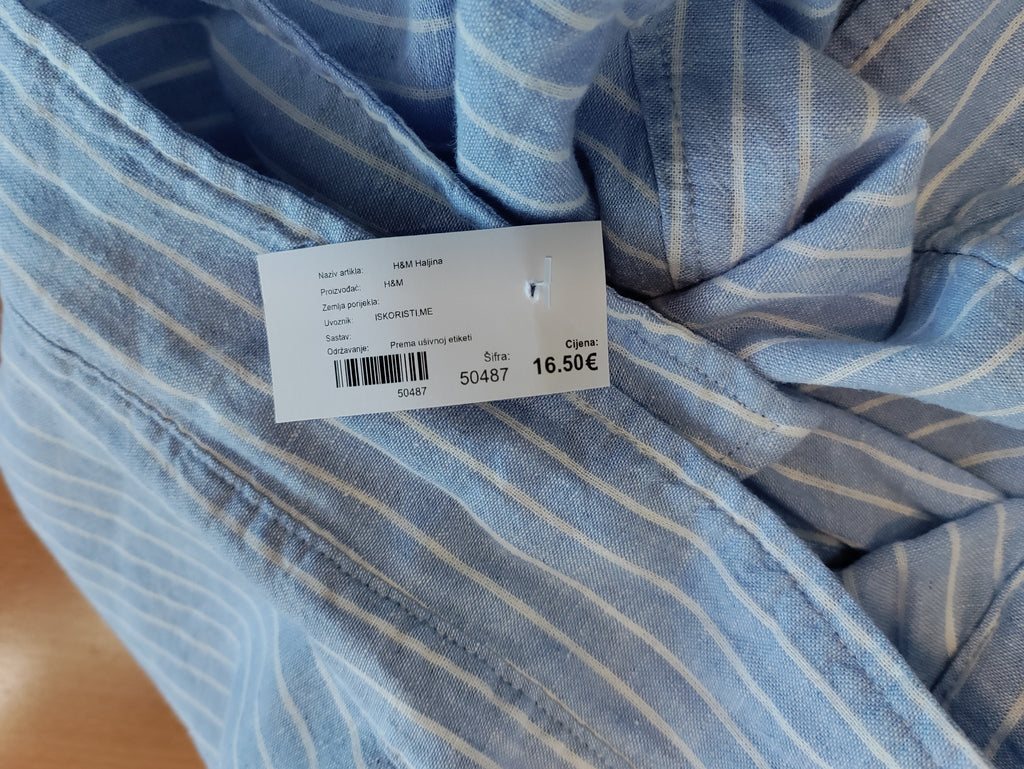 Naziv artikla: H&M Haljina
Proizvođač: H&M
Zemlja porijekla:
Uvoznik: ISKORISTI.ME
Sastav:
Održavanje: Prema ušivnoj etiketi
50487
Šifra:
50487
Cijena:
16.50€